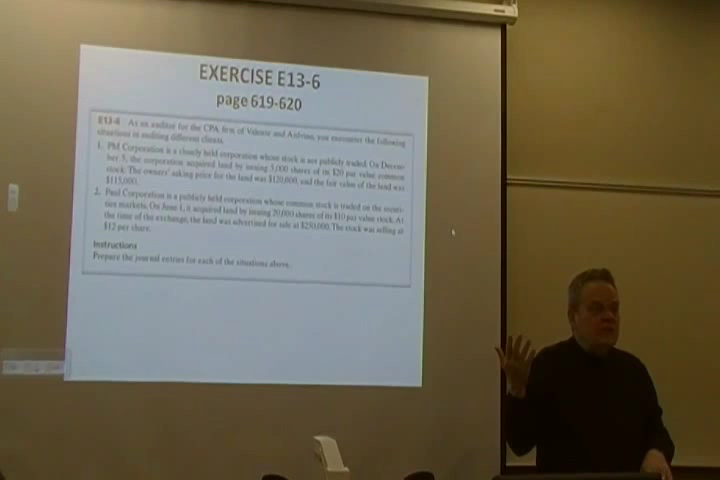 EXERCISE E13-6
page 619-620
E13-6 As an auditor for the CPA firm of and you encounter the following
situations in auditing different clients.
1. PM Corporation is a closely held corporation whose stock is not publicly traded. On Decem-
ber 5, the corporation acquired land by issuing 5,000 shares of its $20 par value common
stock. The owners' asking price for the land was $120,000, and the fair value of the land was
$115,000.
2. Paul Corporation is a publicly held corporation whose common stock is traded on the securi-
ties markets. On June 1, it acquired land by issuing 20,000 shares of its $10 par value stock. At
the time of the exchange, the land was advertised for sale at $250,000. The stock was selling at
$12 per share.
Instructions
Prepare the journal entries for each of the situations above.